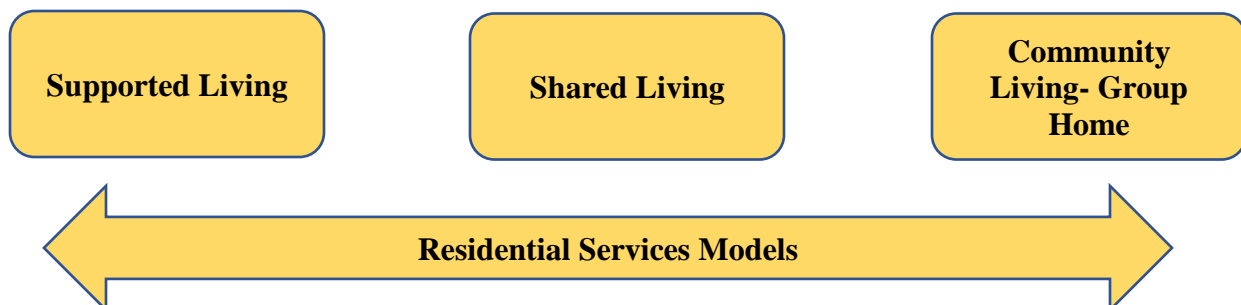 Supported Living
Shared Living
Community
Living- Group
Home
Residential Services Models